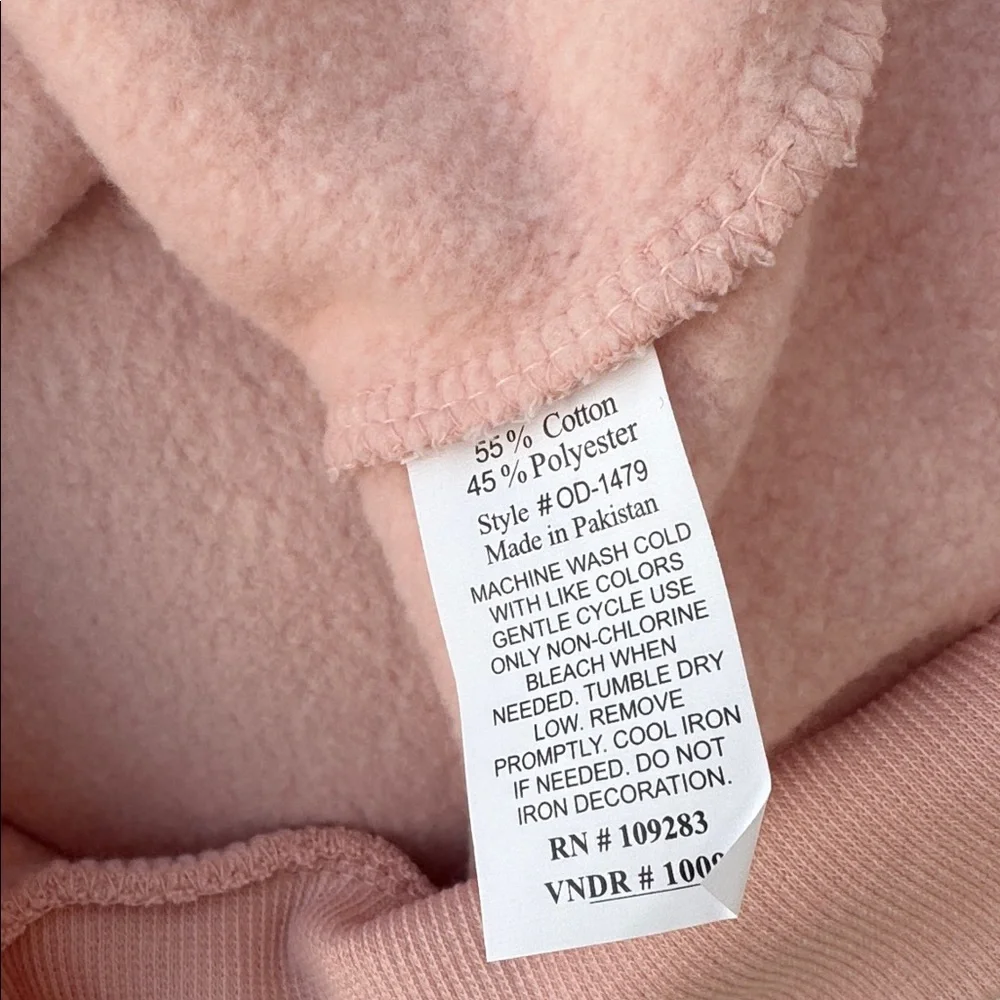 55% Cotton
45% Polyester
Style #OD-1479
Made in Pakistan
MACHINE WASH COLD
WITH LIKE COLORS
GENTLE CYCLE USE
ONLY NON-CHLORINE
BLEACH WHEN
NEEDED. TUMBLE DRY
LOW. REMOVE
PROMPTLY. COOL IRON
IF NEEDED. DO NOT
IRON DECORATION.
RN # 109283
VNDR #